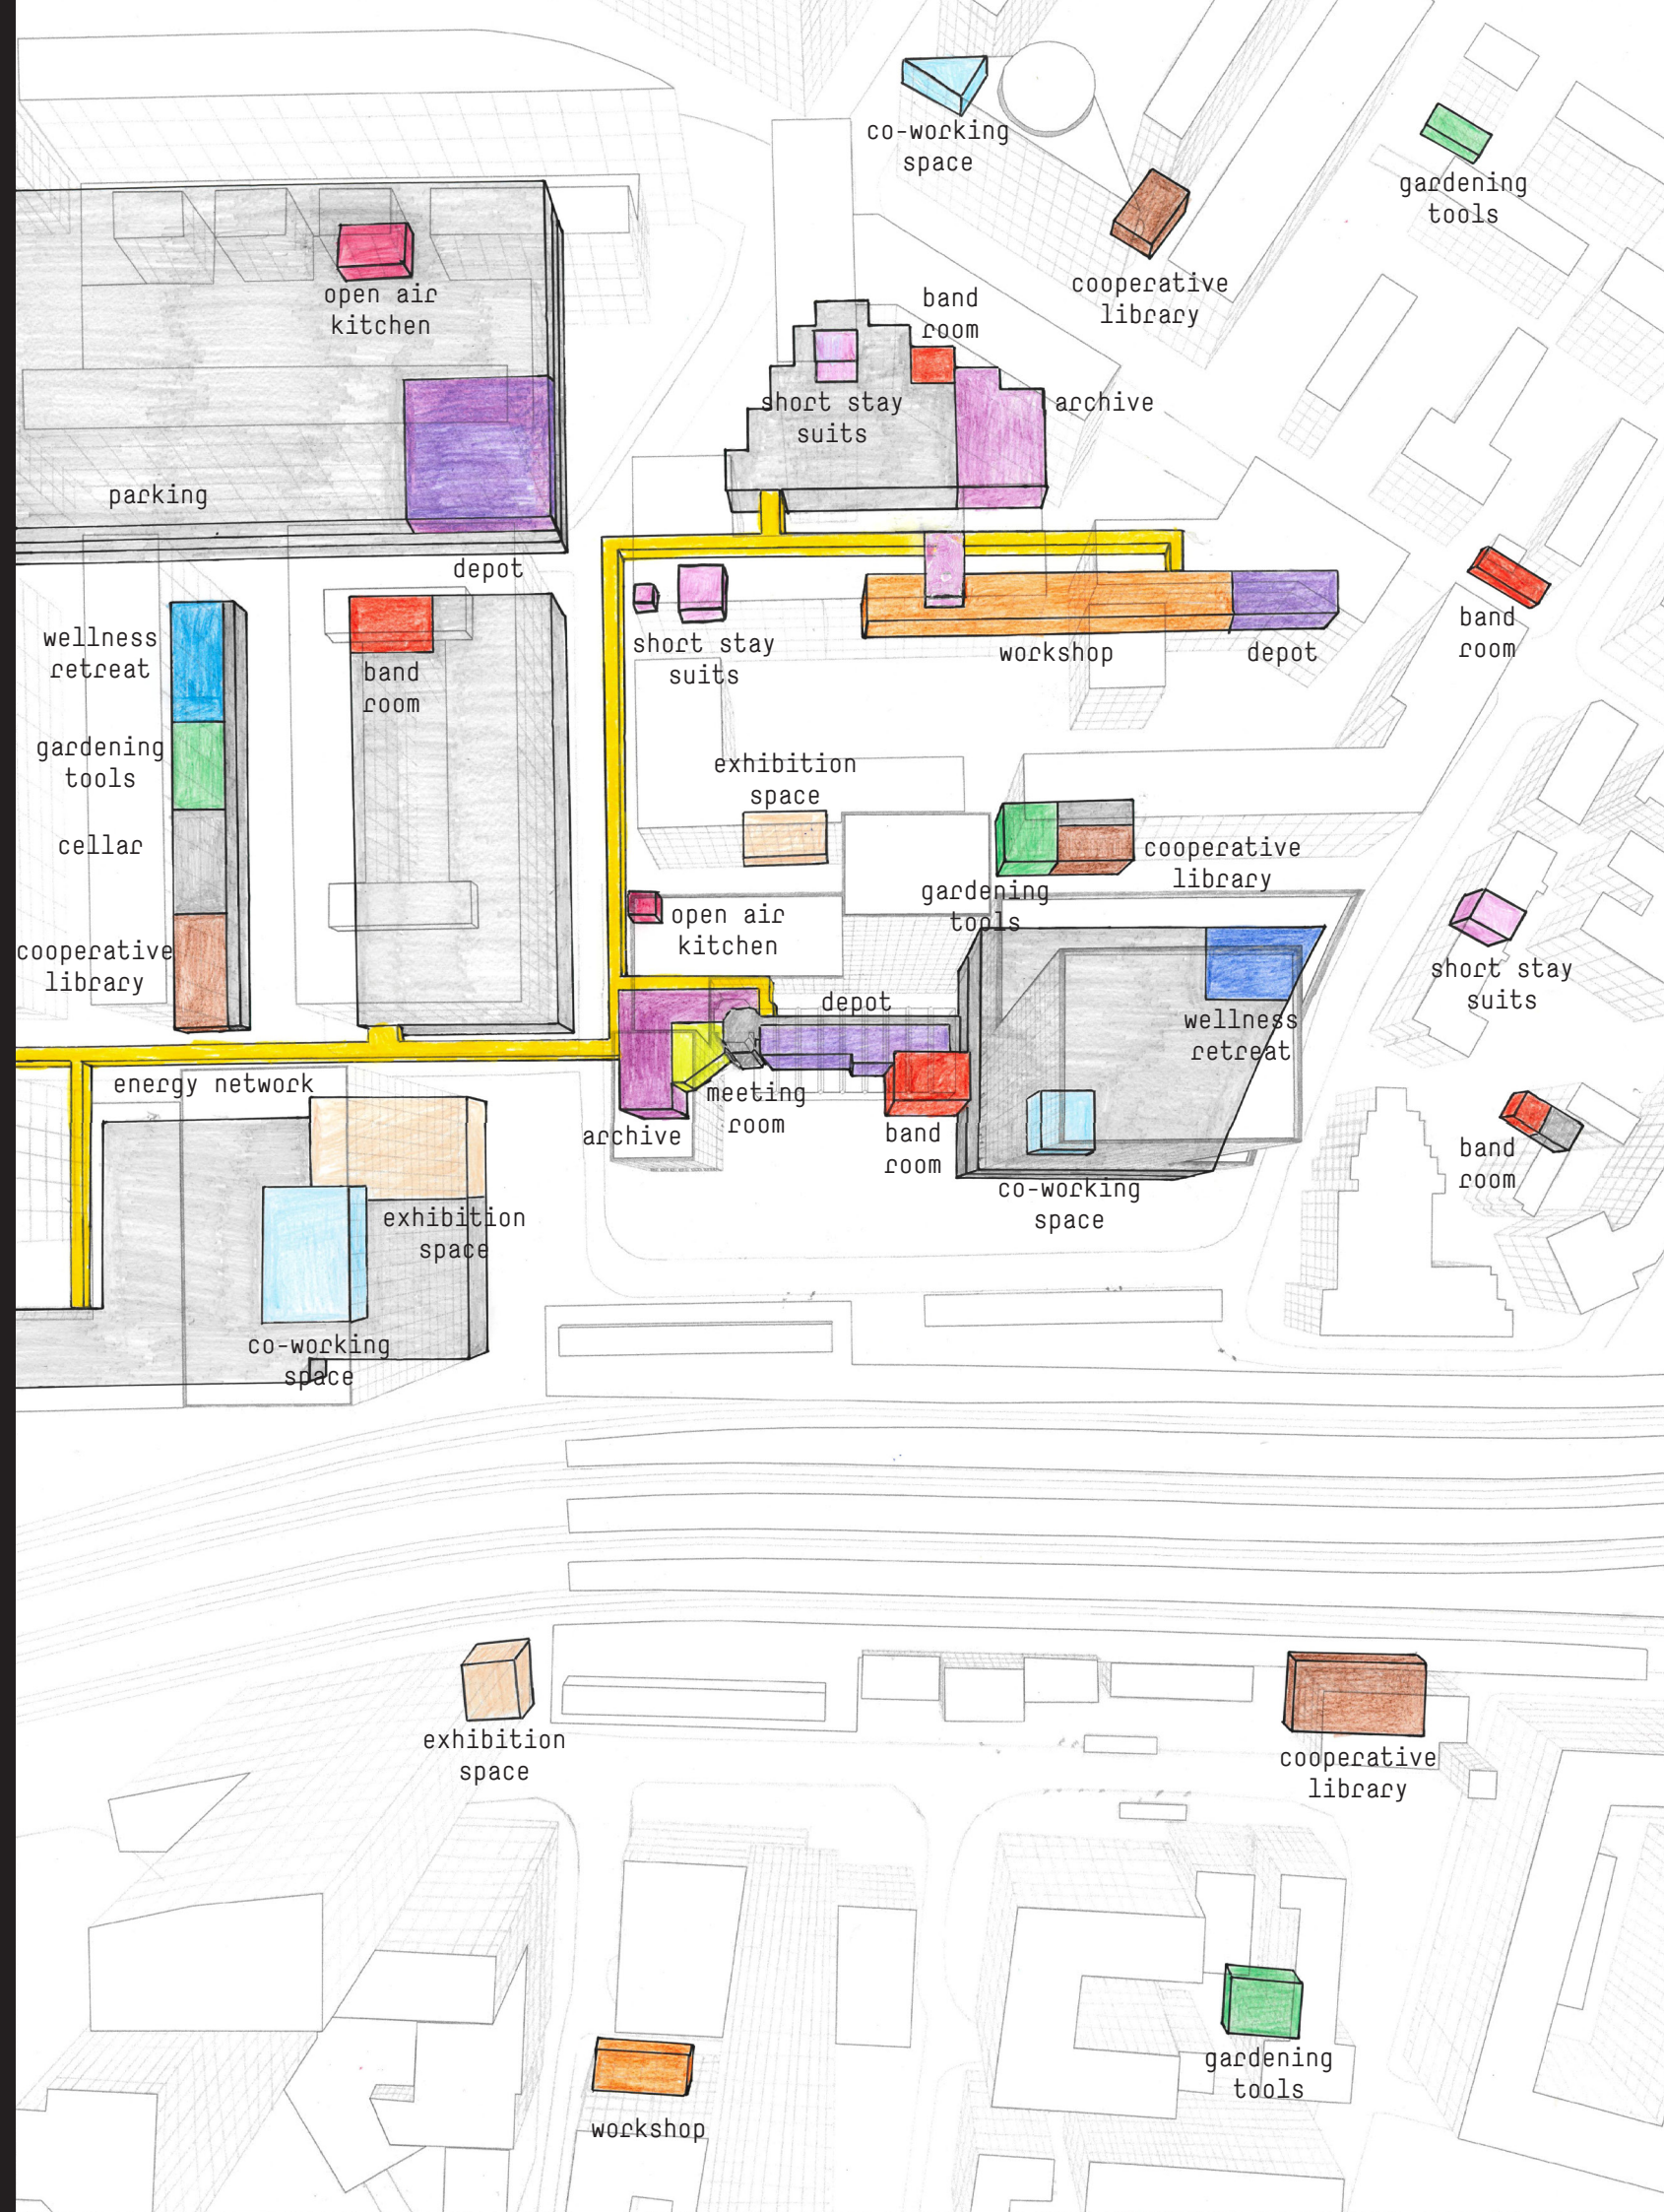 co-working
space
gardening
tools
cooperative
library
open air
kitchen
band
room
short stay
suits
archive
parking
depot
wellness
retreat
band
room
short stay
suits
workshop
depot
band
room
gardening
tools
exhibition
space
cellar
cooperative
library
gardening
tools
open air
kitchen
cooperative
library
short stay
suits
depot
wellness
retreat
energy network
meeting
room
archive
band
room
band
room
co-working
space
exhibition
space
co-working
space
exhibition
space
cooperative
library
gardening
tools
workshop